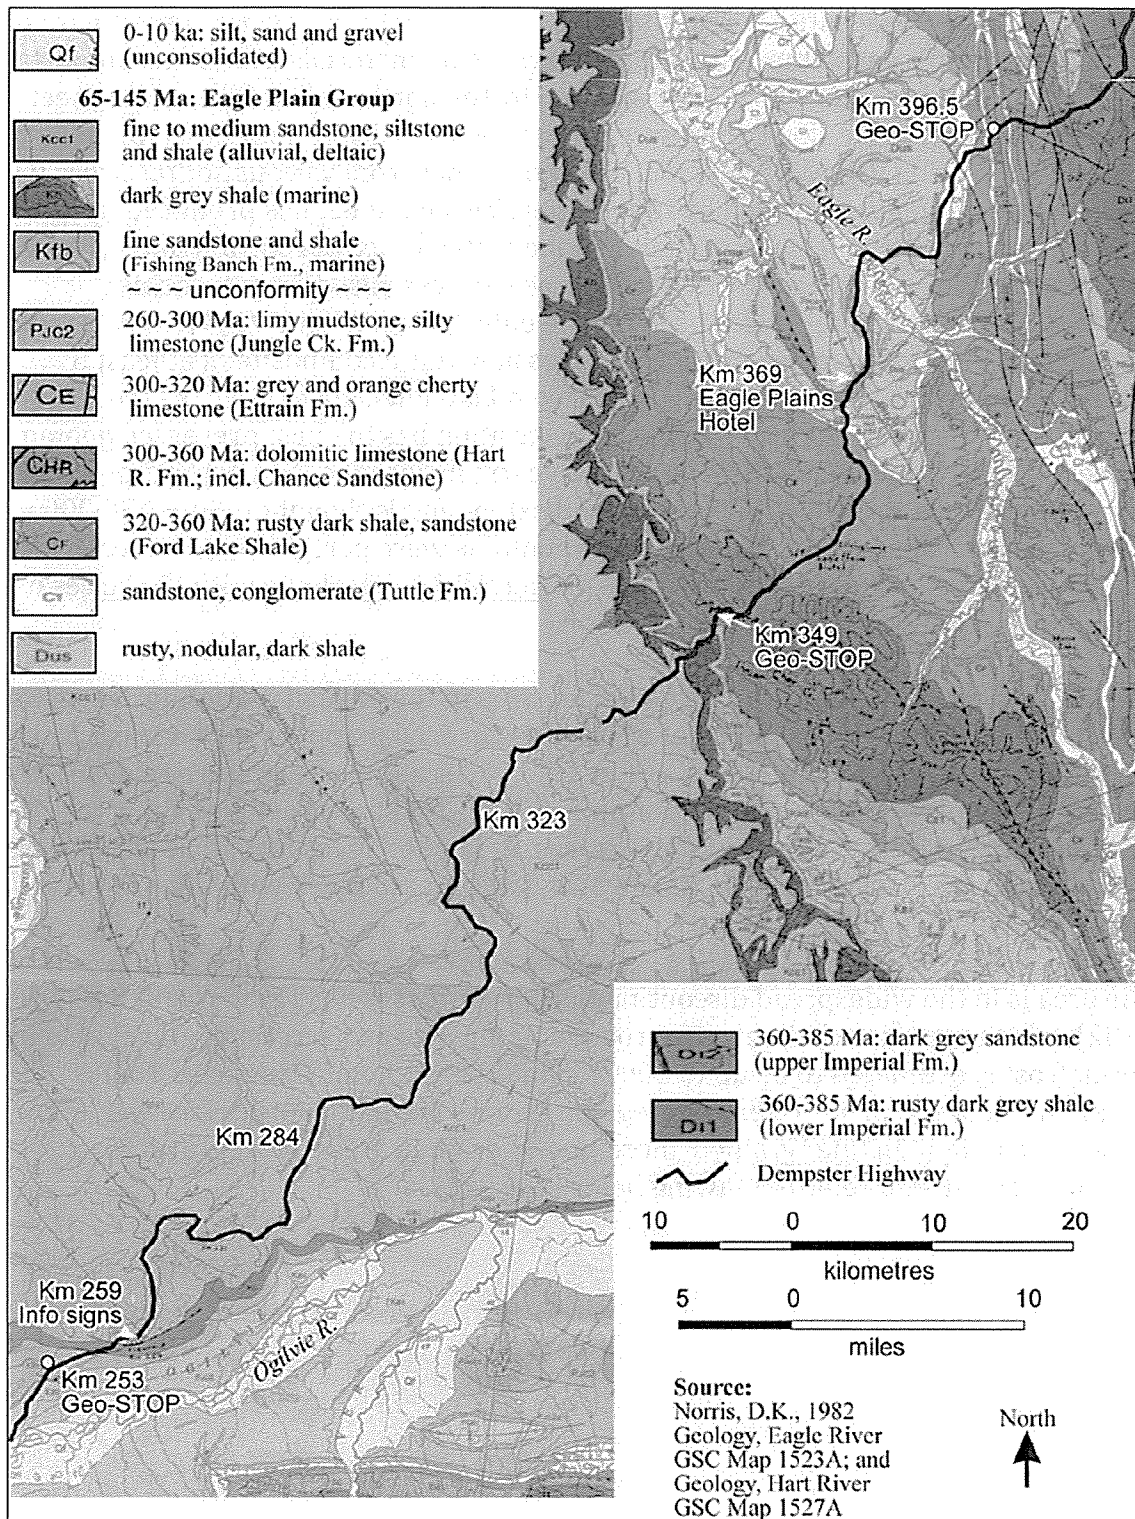 Qf
0-10 ka: silt, sand and gravel
(unconsolidated)
65-145 Ma: Eagle Plain Group
Kcc1
fine to medium sandstone, siltstone
and shale (alluvial, deltaic)
dark grey shale (marine)
Kfb
fine sandstone and shale
(Fishing Banch Fm., marine)
~ ~ ~ unconformity ~ ~ ~
PJC2
260-300 Ma: limy mudstone, silty
limestone (Jungle Ck. Fm.)
CE
300-320 Ma: grey and orange cherty
limestone (Ettrain Fm.)
CHR
300-360 Ma: dolomitic limestone (Hart
R. Fm.; incl. Chance Sandstone)
CF
320-360 Ma: rusty dark shale, sandstone
(Ford Lake Shale)
sandstone, conglomerate (Tuttle Fm.)
Dus
rusty, nodular, dark shale
Km 396.5
Geo-STOP
Eagle R.
Km 369
Eagle Plains
Hotel
Km 349
Geo-STOP
Km 323
Km 284
Km 259
Info signs
Ogilvie R.
Km 253
Geo-STOP
DI2
360-385 Ma: dark grey sandstone
(upper Imperial Fm.)
DI1
360-385 Ma: rusty dark grey shale
(lower Imperial Fm.)
Dempster Highway
10 0 10 20
kilometres
5 0 10
miles
Source:
Norris, D.K., 1982
Geology, Eagle River
GSC Map 1523A; and
Geology, Hart River
GSC Map 1527A
North